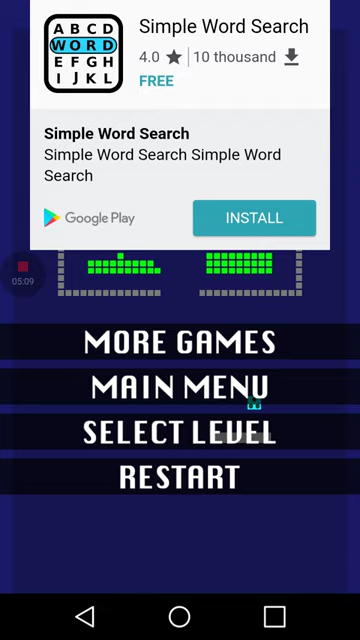 ABCD
WORD
EFGH
IJKL
Simple Word Search
4.0 10 thousand
FREE
Simple Word Search
Simple Word Search Simple Word
Search
Google Play
INSTALL
05:09
MORE GAMES
MAIN MENU
SELECT LEVEL
RESTART